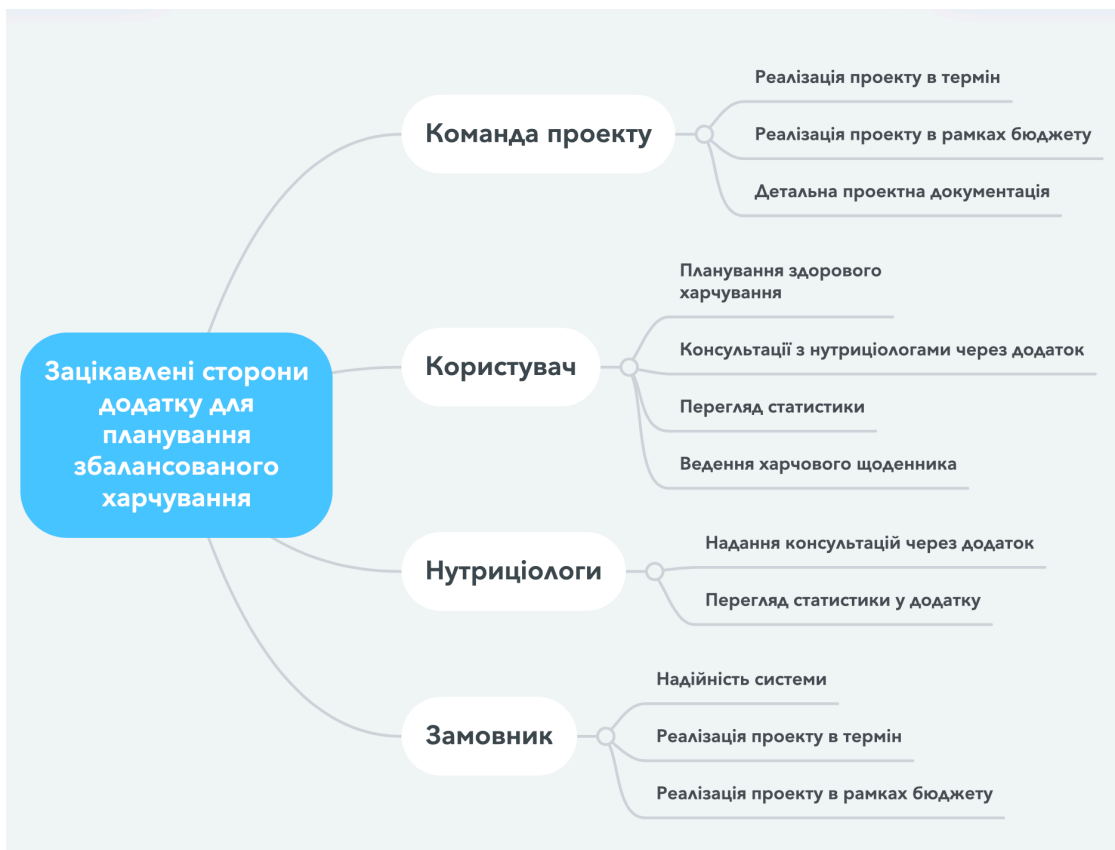 Зацікавлені сторони
додатку для
планування
збалансованого
харчування
Команда проекту
Реалізація проекту в термін
Реалізація проекту в рамках бюджету
Детальна проектна документація
Користувач
Планування здорового
харчування
Консультації з нутриціологами через додаток
Перегляд статистики
Ведення харчового щоденника
Нутриціологи
Надання консультацій через додаток
Перегляд статистики у додатку
Замовник
Надійність системи
Реалізація проекту в термін
Реалізація проекту в рамках бюджету